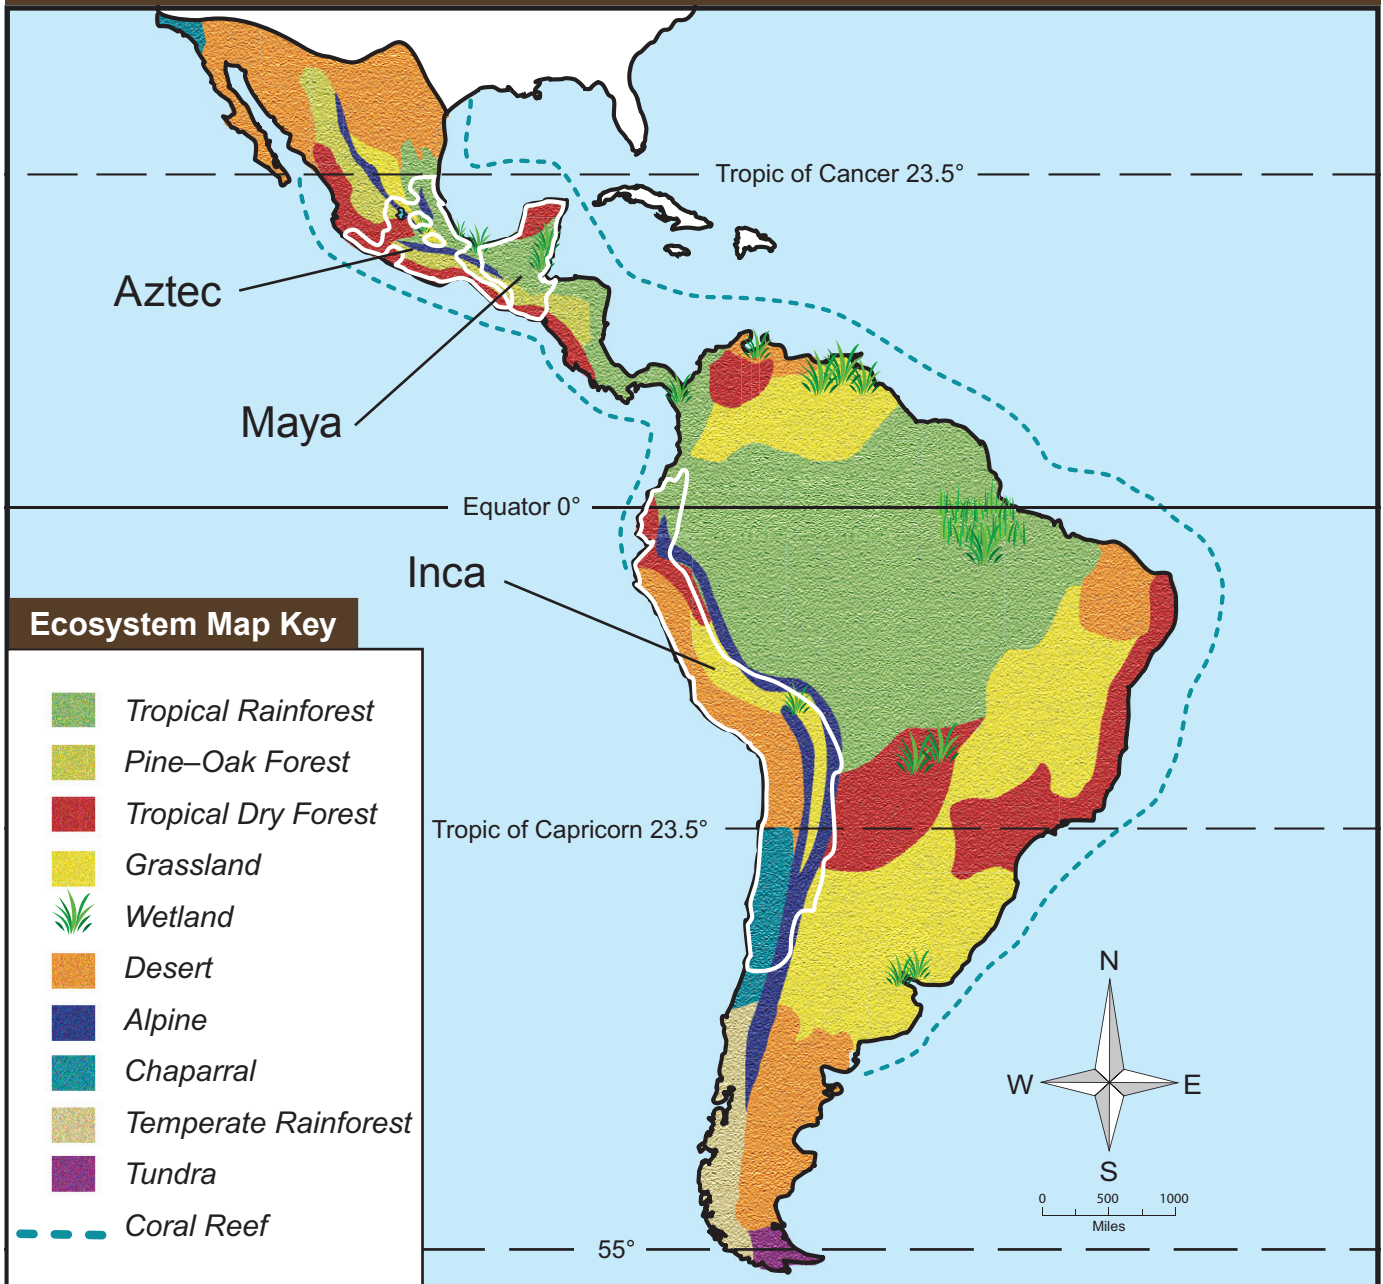 Tropic of Cancer 23.5°
Aztec
Maya
Equator 0°
Inca
Ecosystem Map Key
Tropical Rainforest
Pine–Oak Forest
Tropical Dry Forest
Grassland
Wetland
Desert
Alpine
Chaparral
Temperate Rainforest
Tundra
Coral Reef
Tropic of Capricorn 23.5°
N
W E
S
0 500 1000
Miles
55°